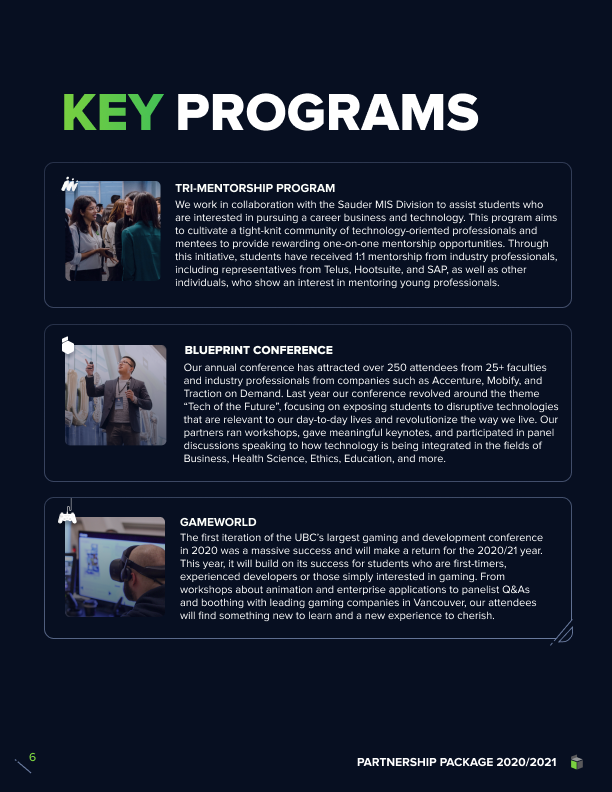 KEY PROGRAMS
TRI-MENTORSHIP PROGRAM
We work in collaboration with the Sauder MIS Division to assist students who
are interested in pursuing a career business and technology. This program aims
to cultivate a tight-knit community of technology-oriented professionals and
mentees to provide rewarding one-on-one mentorship opportunities. Through
this initiative, students have received 1:1 mentorship from industry professionals,
including representatives from Telus, Hootsuite, and SAP, as well as other
individuals, who show an interest in mentoring young professionals.
BLUEPRINT CONFERENCE
Our annual conference has attracted over 250 attendees from 25+ faculties
and industry professionals from companies such as Accenture, Mobify, and
Traction on Demand. Last year our conference revolved around the theme
“Tech of the Future”, focusing on exposing students to disruptive technologies
that are relevant to our day-to-day lives and revolutionize the way we live. Our
partners ran workshops, gave meaningful keynotes, and participated in panel
discussions speaking to how technology is being integrated in the fields of
Business, Health Science, Ethics, Education, and more.
GAMEWORLD
The first iteration of the UBC’s largest gaming and development conference
in 2020 was a massive success and will make a return for the 2020/21 year.
This year, it will build on its success for students who are first-timers,
experienced developers or those simply interested in gaming. From
workshops about animation and enterprise applications to panelist Q&As
and boothing with leading gaming companies in Vancouver, our attendees
will find something new to learn and a new experience to cherish.
6
PARTNERSHIP PACKAGE 2020/2021